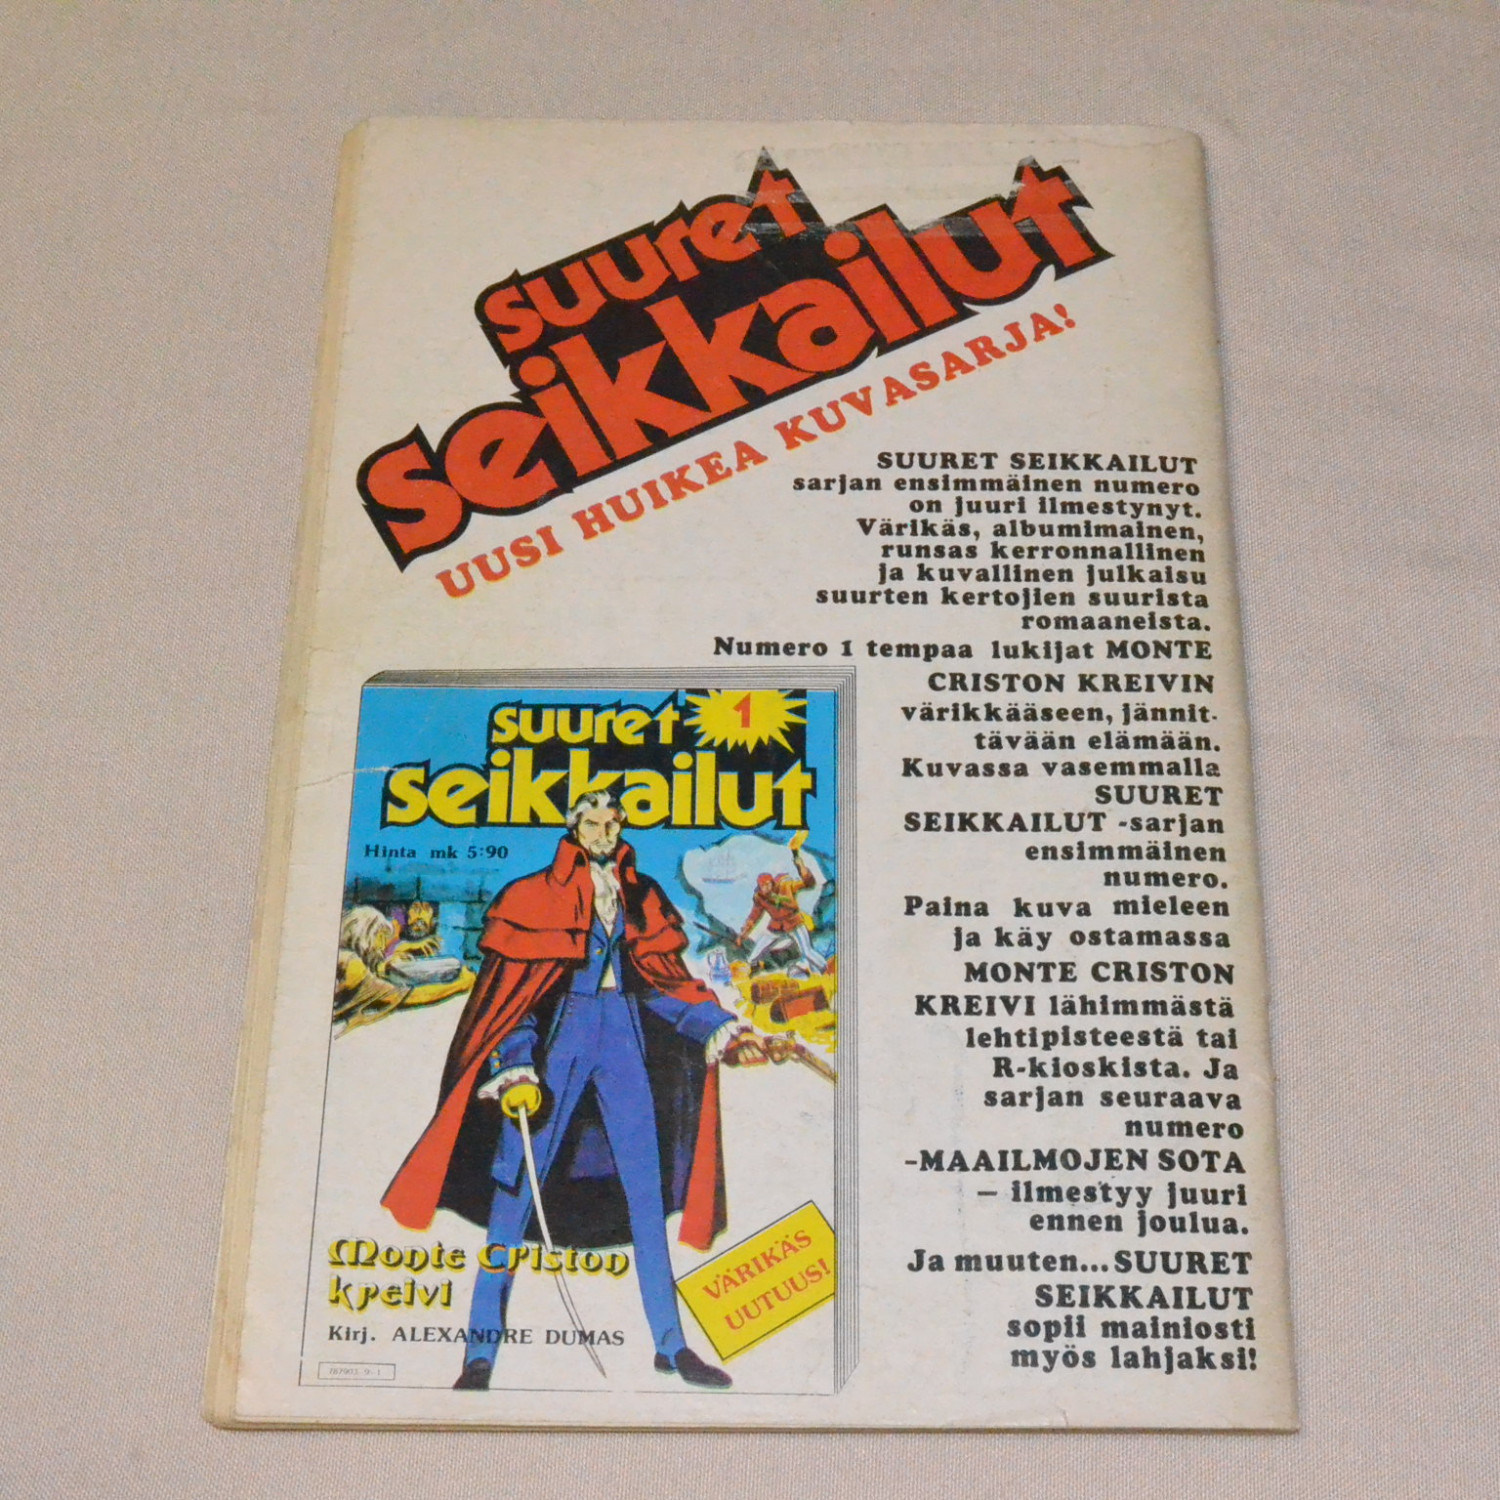 suuret
seikkailut
UUSI HUIKEA KUVASARJA!
SUURET SEIKKAILUT
sarjan ensimmäinen numero
on juuri ilmestynyt.
Värikäs, albumimainen,
runsas kerronnallinen
ja kuvallinen julkaisu
suurten kertojien suurista
romaaneista.
Numero 1 tempaa lukijat MONTE
CRISTON KREIVIN
värikkääseen, jännit-
tävään elämään.
Kuvassa vasemmalla
SUURET
SEIKKAILUT -sarjan
ensimmäinen
numero.
Paina kuva mieleen
ja käy ostamassa
MONTE CRISTON
KREIVI lähimmästä
lehtipisteestä tai
R-kioskista. Ja
sarjan seuraava
numero
-MAAILMOJEN SOTA
– ilmestyy juuri
ennen joulua.
Ja muuten...SUURET
SEIKKAILUT
sopii mainiosti
myös lahjaksi!
suuret
1
seikkailut
Hinta mk 5:90
Monte Criston
kreivi
Kirj. ALEXANDRE DUMAS
VÄRIKÄS
UUTUUS!